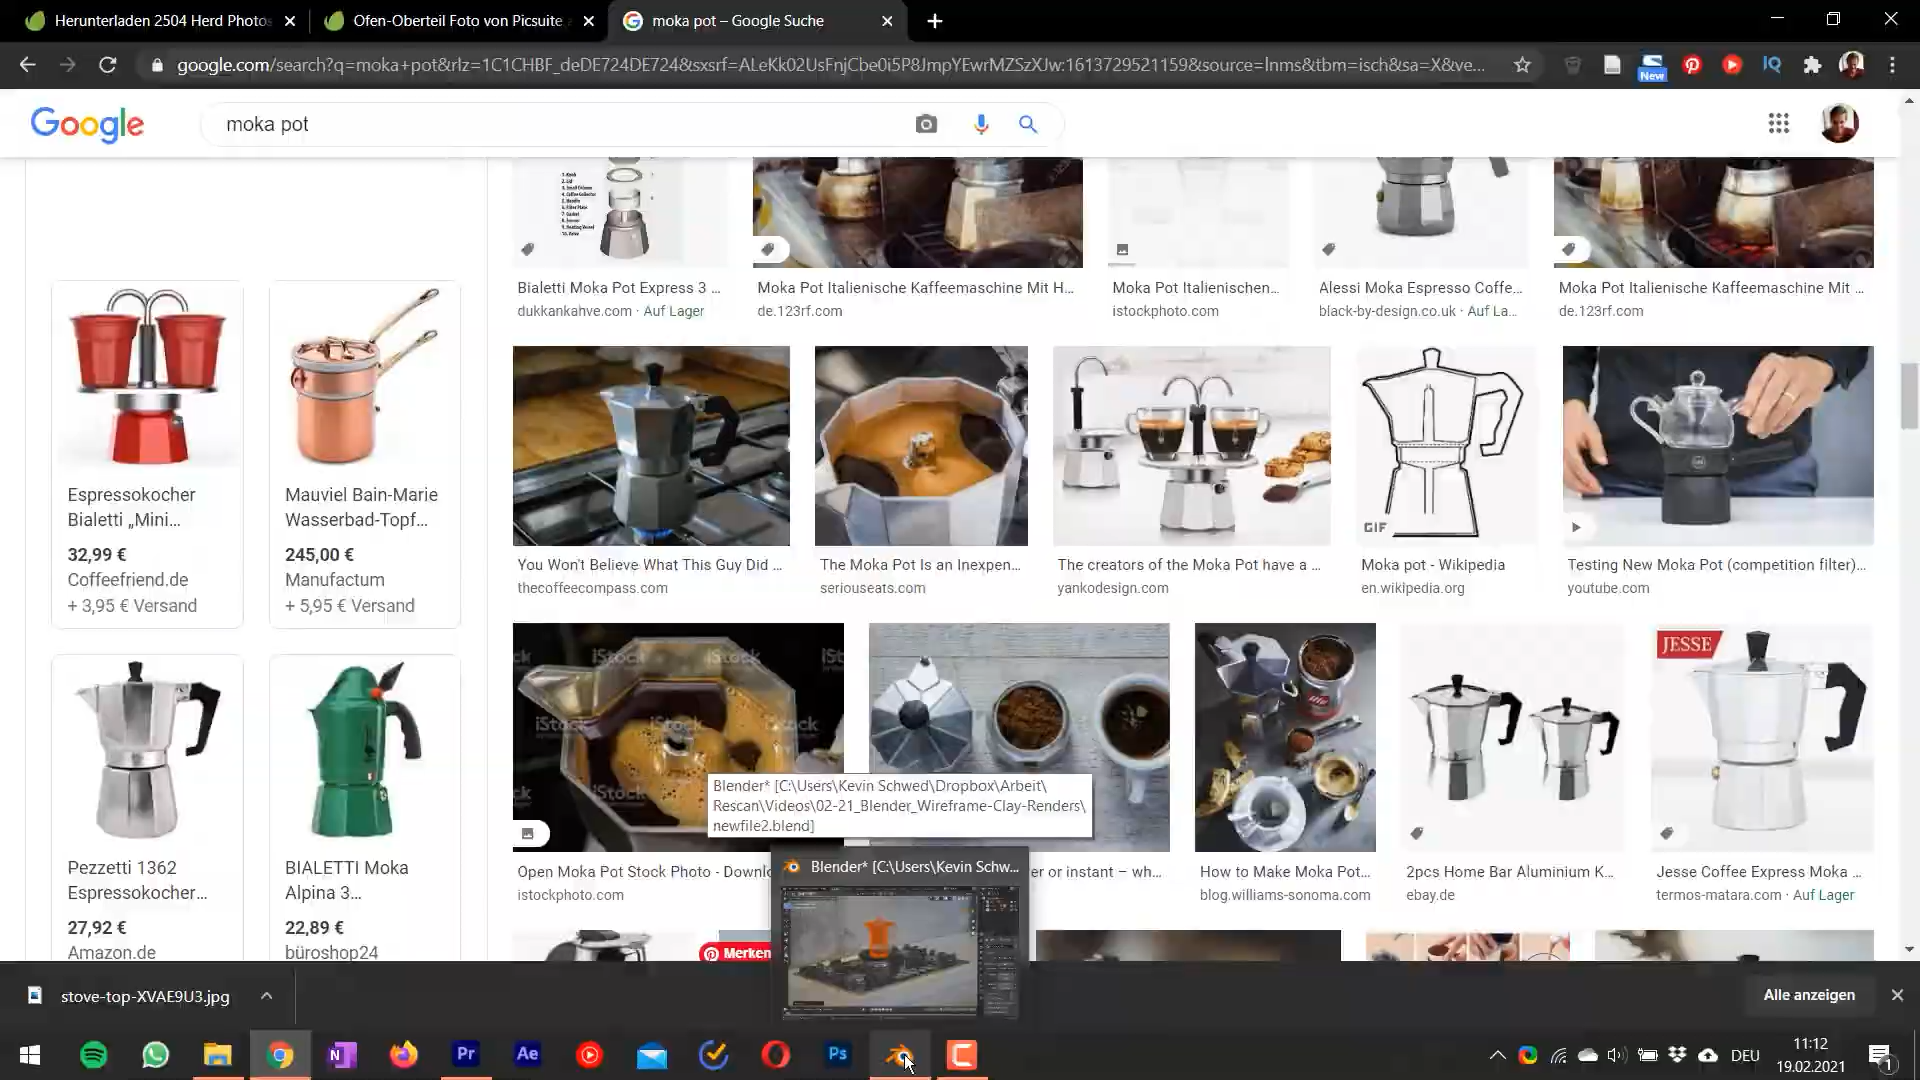 Herunterladen 2504 Herd Photos
Ofen-Oberteil Foto von Picsuite
moka pot – Google Suche
google.com/search?q=moka+pot&rlz=1C1CHBF_deDE724DE724&sxsrf=ALeKk02UsFnjCbe0i5P8JmpYEwrMZSzXJw:1613729521159&source=lnms&tbm=isch&sa=X&ve...
New
Google
moka pot
Bialetti Moka Pot Express 3 ...
dukkankahve.com · Auf Lager
Moka Pot Italienische Kaffeemaschine Mit H...
de.123rf.com
Moka Pot Italienischen...
istockphoto.com
Alessi Moka Espresso Coffe...
black-by-design.co.uk · Auf La...
Moka Pot Italienische Kaffeemaschine Mit ...
de.123rf.com
Espressokocher
Bialetti „Mini...
32,99 €
Coffeefriend.de
+ 3,95 € Versand
Mauviel Bain-Marie
Wasserbad-Topf...
245,00 €
Manufactum
+ 5,95 € Versand
GIF
You Won't Believe What This Guy Did ...
thecoffeecompass.com
The Moka Pot Is an Inexpen...
seriouseats.com
The creators of the Moka Pot have a ...
yankodesign.com
Moka pot - Wikipedia
en.wikipedia.org
Testing New Moka Pot (competition filter)...
youtube.com
iStock
iStock
iStock
iStock
JESSE
Pezzetti 1362
Espressokocher...
27,92 €
Amazon.de
BIALETTI Moka
Alpina 3...
22,89 €
büroshop24
Open Moka Pot Stock Photo - Downlo
istockphoto.com
er or instant – wh...
How to Make Moka Pot...
blog.williams-sonoma.com
2pcs Home Bar Aluminium K...
ebay.de
Jesse Coffee Express Moka ...
termos-matara.com · Auf Lager
Blender* [C:\Users\Kevin Schwed\Dropbox\Arbeit\
Rescan\Videos\02-21_Blender_Wireframe-Clay-Renders\
newfile2.blend]
Blender* [C:\Users\Kevin Schw...
Merken
stove-top-XVAE9U3.jpg
Alle anzeigen
N
Pr
Ae
Ps
DEU
11:12
19.02.2021
1